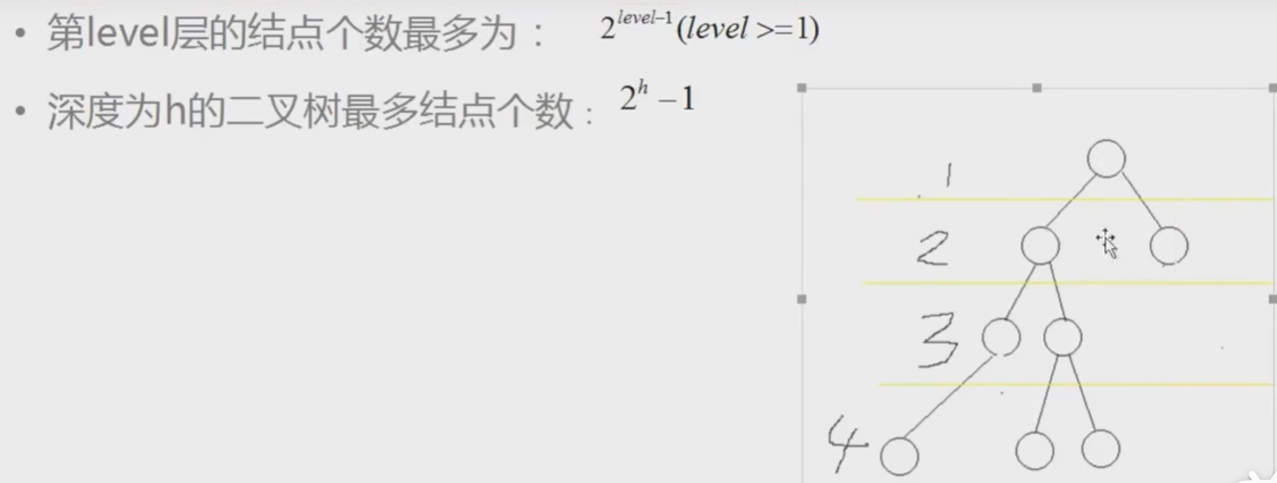 • 第level层的结点个数最多为： 2^{level-1}(level >= 1)
• 深度为h的二叉树最多结点个数： 2^h - 1
1
2
3
4